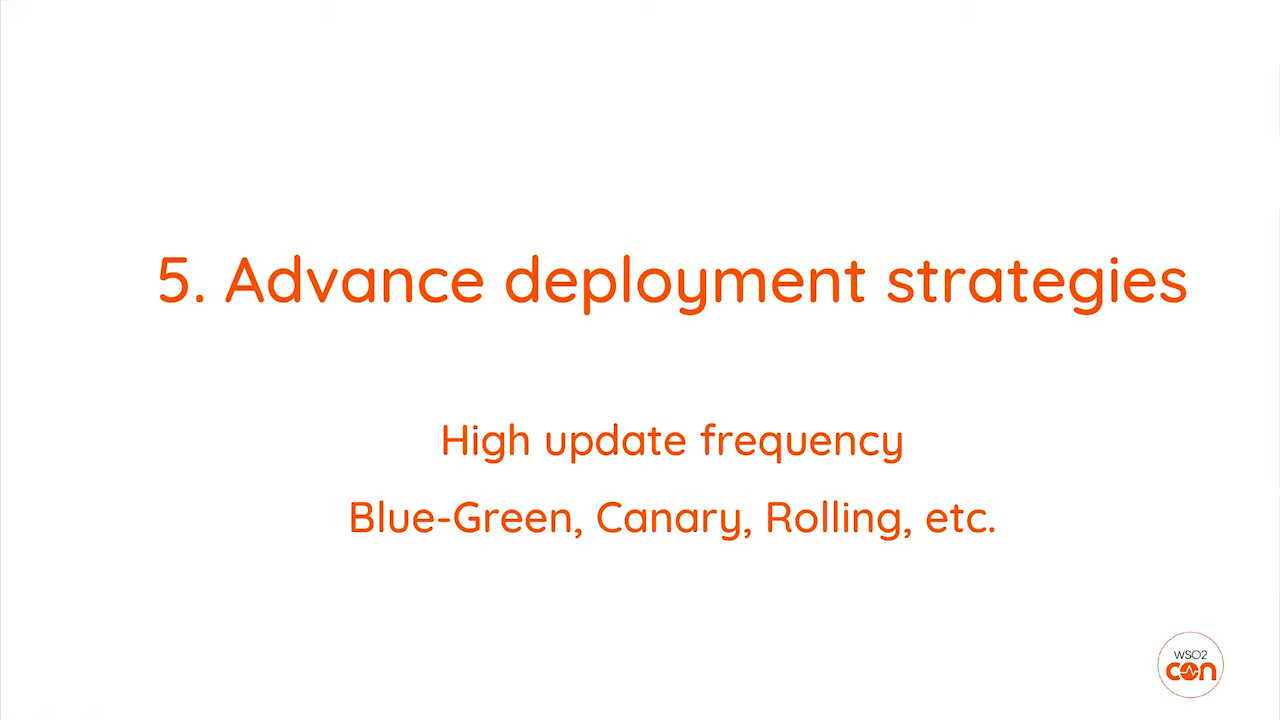 5. Advance deployment strategies
High update frequency
Blue-Green, Canary, Rolling, etc.
WSO2
con